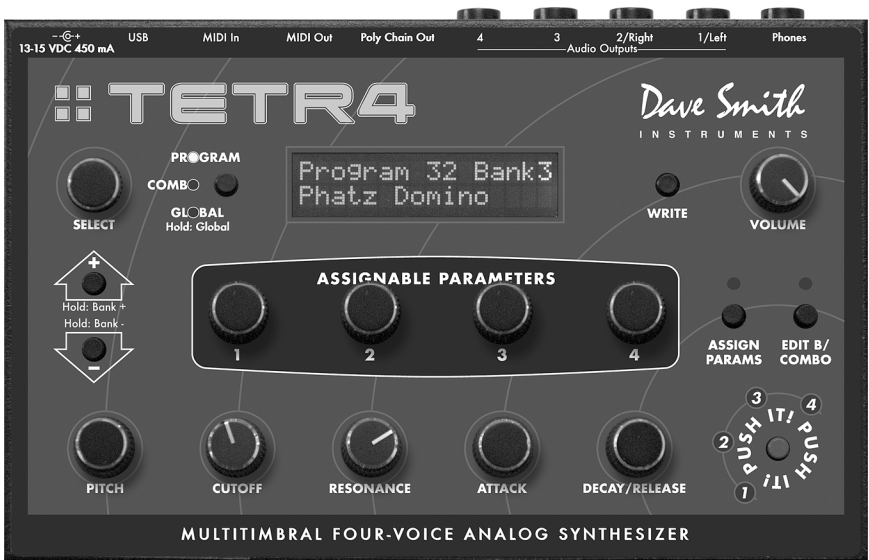 13-15 VDC 450 mA
USB
MIDI In
MIDI Out
Poly Chain Out
4
3
2/Right
1/Left
Phones
Audio Outputs
TETR4
Dave Smith
INSTRUMENTS
PROGRAM
COMBO
GLOBAL
Hold: Global
Program 32 Bank3
Phatz Domino
SELECT
WRITE
VOLUME
+
Hold: Bank +
Hold: Bank -
-
ASSIGNABLE PARAMETERS
1
2
3
4
ASSIGN
PARAMS
EDIT B/
COMBO
PITCH
CUTOFF
RESONANCE
ATTACK
DECAY/RELEASE
1
2
3
4
PUSH IT! PUSH IT!
MULTITIMBRAL FOUR-VOICE ANALOG SYNTHESIZER